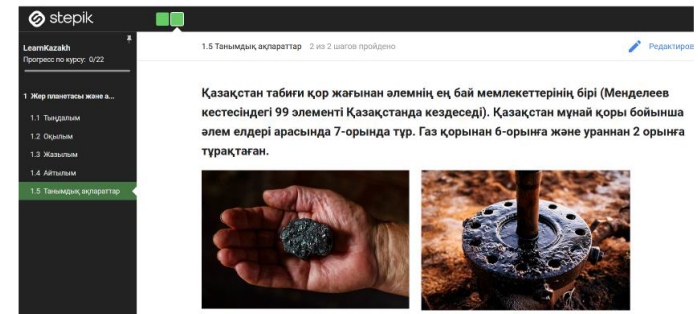 stepik
LearnKazakh
Прогресс по курсу: 0/22
1 Жер планетасы және а...
1.1 Тыңдалым
1.2 Оқылым
1.3 Жазылым
1.4 Айтылым
1.5 Танымдық ақпараттар
1.5 Танымдық ақпараттар 2 из 2 шагов пройдено
Редактиров
Қазақстан табиғи қор жағынан әлемнің ең бай мемлекеттерінің бірі (Менделеев
кестесіндегі 99 элементі Қазақстанда кездеседі). Қазақстан мұнай қоры бойынша
әлем елдері арасында 7-орында тұр. Газ қорынан 6-орынға және ураннан 2 орынға
тұрақтаған.